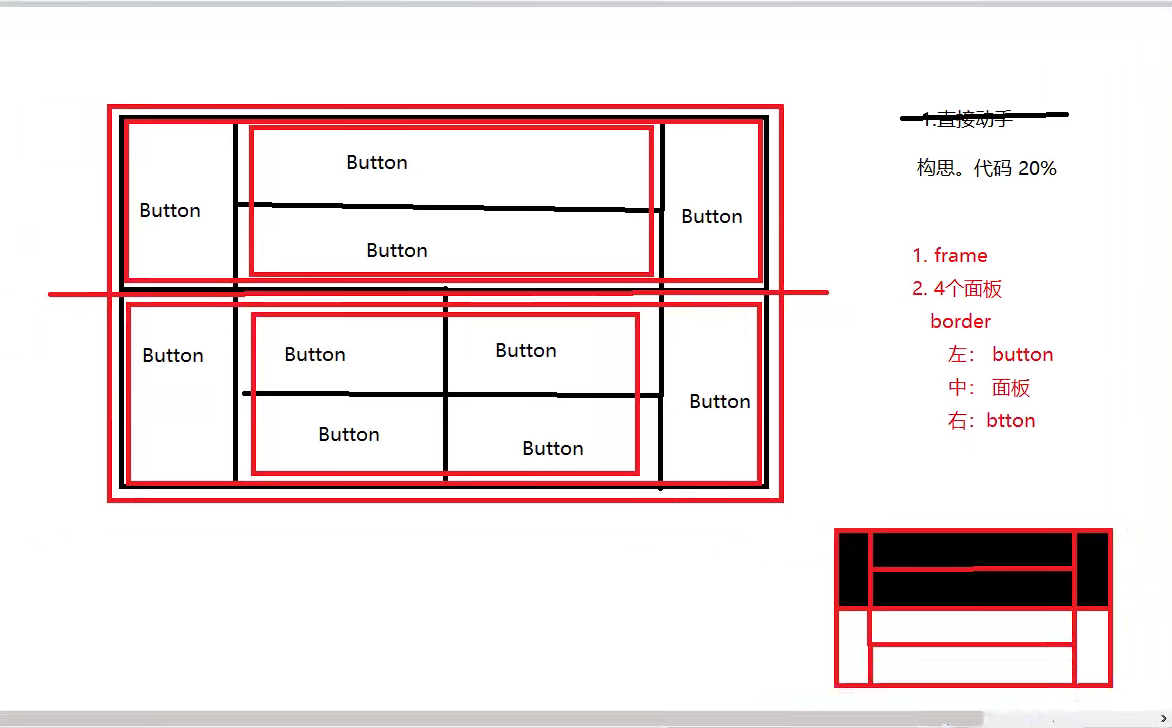 Button
Button
Button
Button
Button
Button
Button
Button
Button
Button
1.直接动手
构思。代码 20%
1. frame
2. 4个面板
border
左： button
中： 面板
右：btton